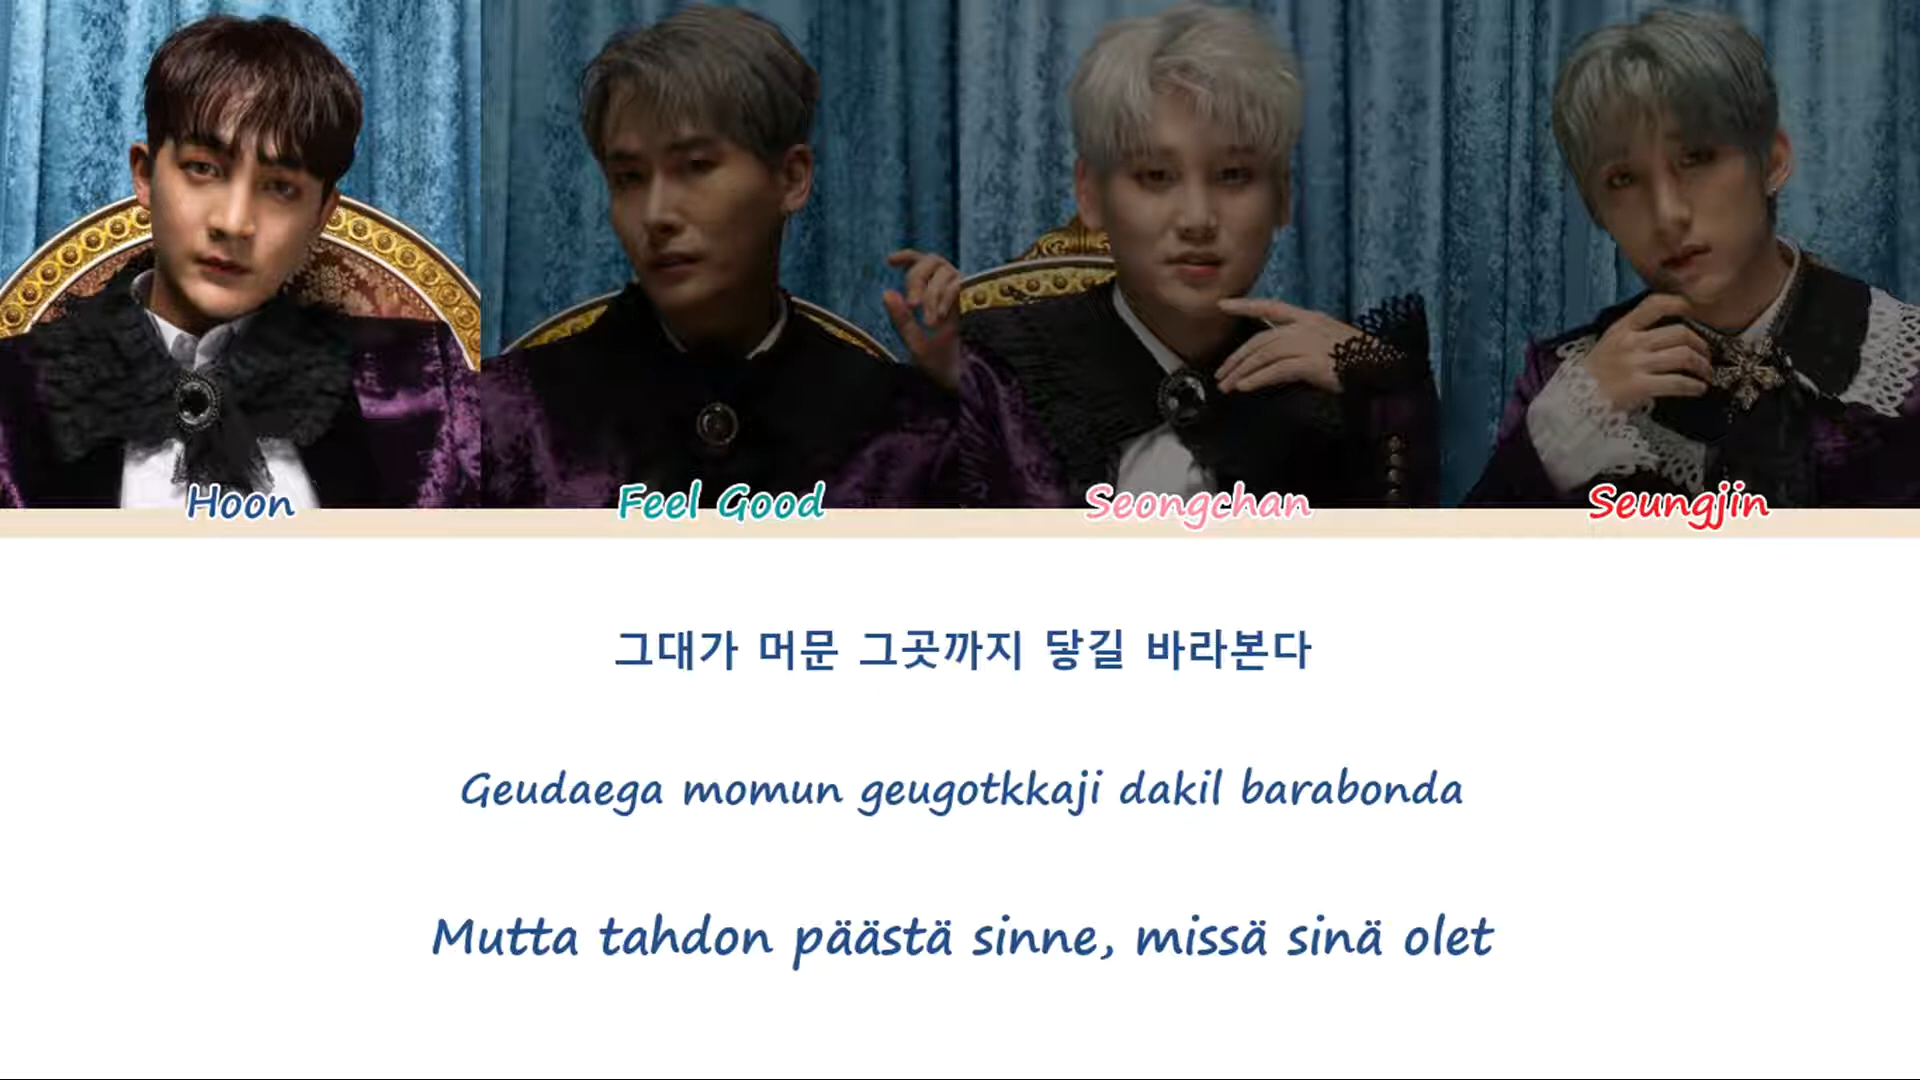 Hoon Feel Good Seongchan Seungjin
그대가 머문 그곳까지 닿길 바라본다
Geudaega momun geugotkkaji dakil barabonda
Mutta tahdon päästä sinne, missä sinä olet